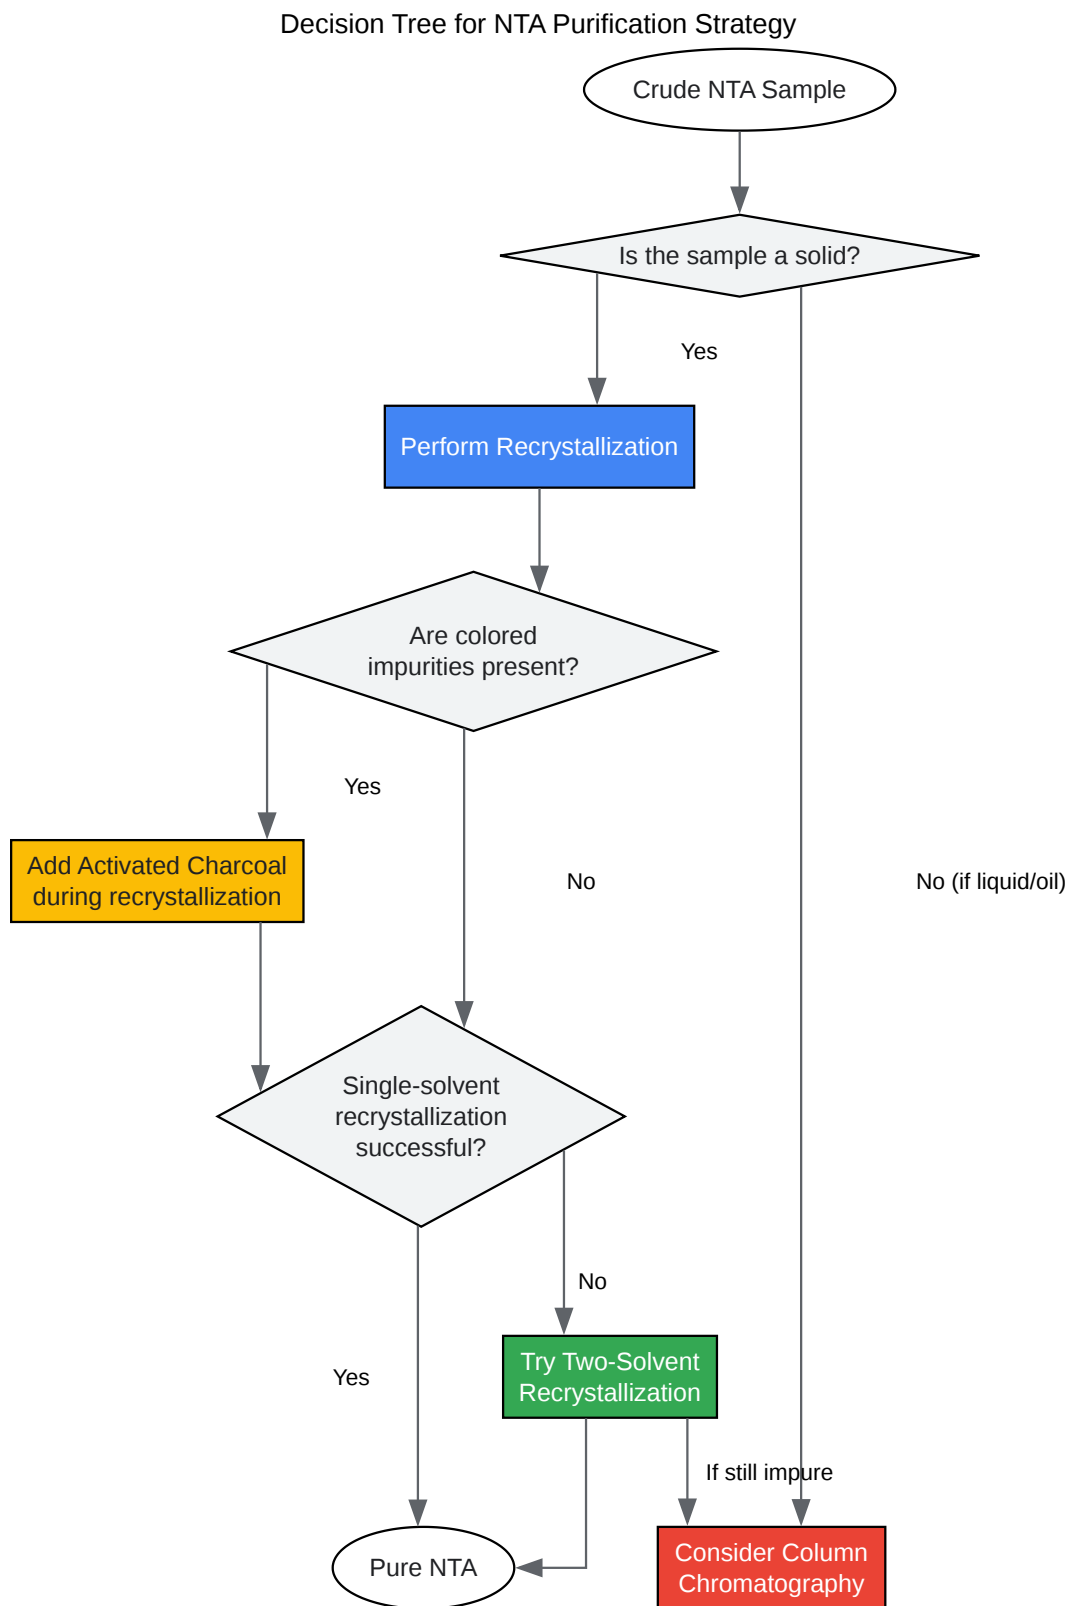 Decision Tree for NTA Purification Strategy
Crude NTA Sample
Is the sample a solid?
Yes
Perform Recrystallization
Are colored
impurities present?
Yes
Add Activated Charcoal
during recrystallization
No
No (if liquid/oil)
Single-solvent
recrystallization
successful?
No
Yes
Try Two-Solvent
Recrystallization
If still impure
Pure NTA
Consider Column
Chromatography